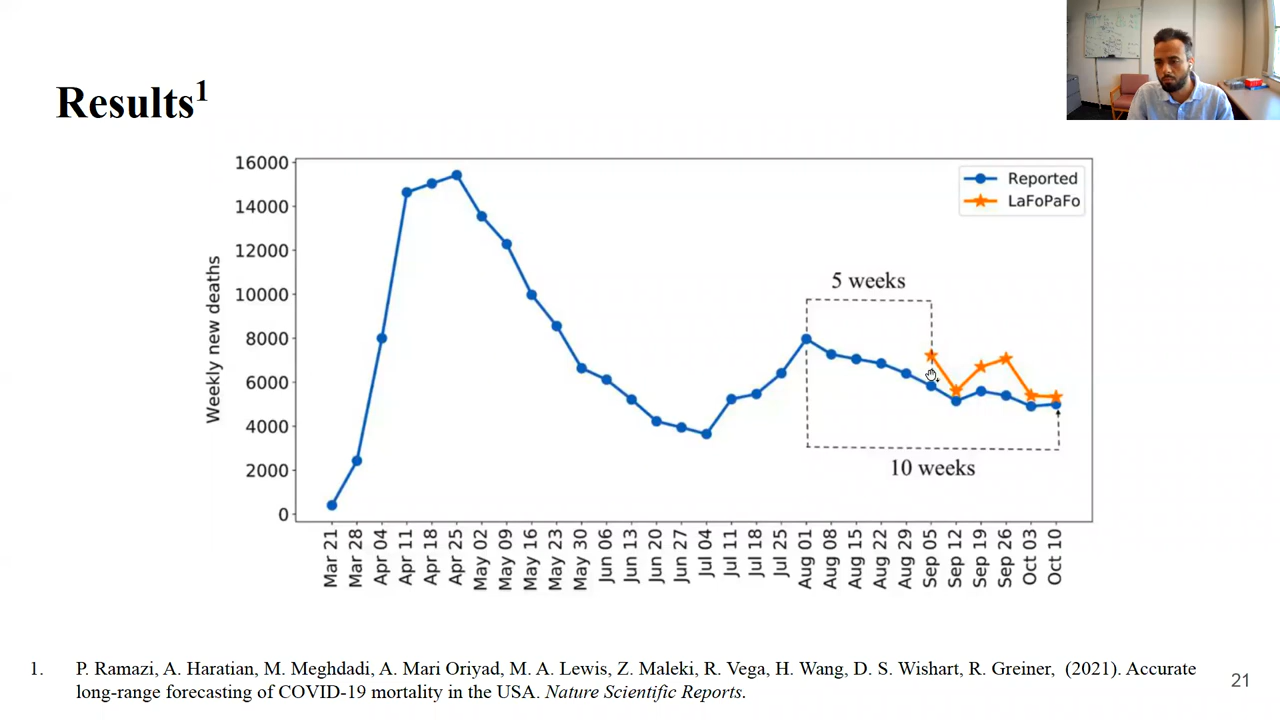 Results1
16000
14000
12000
10000
8000
6000
4000
2000
0
Weekly new deaths
Reported
LaFoPaFo
5 weeks
10 weeks
Mar 21
Mar 28
Apr 04
Apr 11
Apr 18
Apr 25
May 02
May 09
May 16
May 23
May 30
Jun 06
Jun 13
Jun 20
Jun 27
Jul 04
Jul 11
Jul 18
Jul 25
Aug 01
Aug 08
Aug 15
Aug 22
Aug 29
Sep 05
Sep 12
Sep 19
Sep 26
Oct 03
Oct 10
1. P. Ramazi, A. Haratian, M. Meghdadi, A. Mari Oriyad, M. A. Lewis, Z. Maleki, R. Vega, H. Wang, D. S. Wishart, R. Greiner, (2021). Accurate
long-range forecasting of COVID-19 mortality in the USA. Nature Scientific Reports.
21